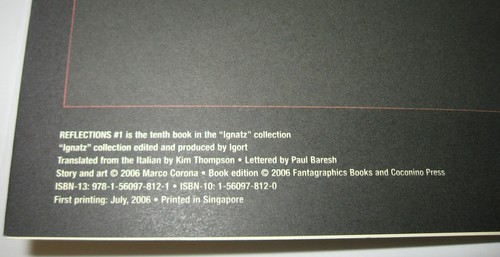 REFLECTIONS #1 is the tenth book in the "Ignatz" collection
"Ignatz" collection edited and produced by Igort
Translated from the Italian by Kim Thompson • Lettered by Paul Baresh
Story and art © 2006 Marco Corona • Book edition © 2006 Fantagraphics Books and Coconino Press
ISBN-13: 978-1-56097-812-1 • ISBN-10: 1-56097-812-0
First printing: July, 2006 • Printed in Singapore